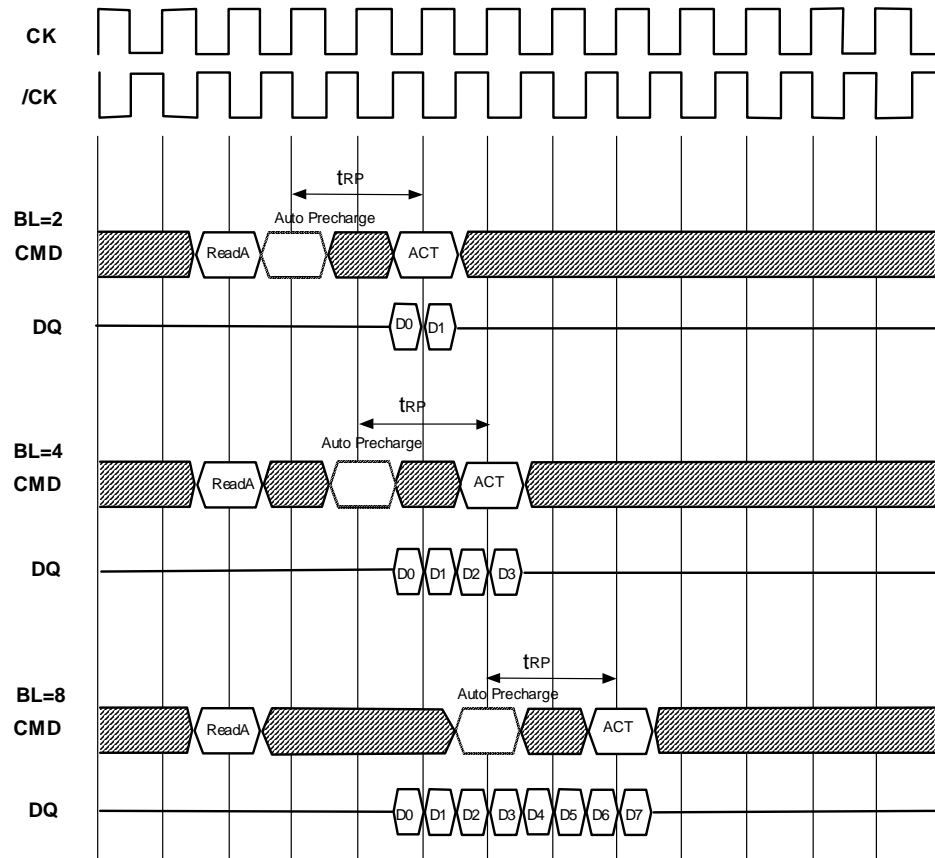 CK
/CK
tRP
BL=2
Auto Precharge
CMD
ReadA
ACT
DQ
D0 D1
tRP
BL=4
Auto Precharge
CMD
ReadA
ACT
DQ
D0 D1 D2 D3
tRP
BL=8
Auto Precharge
CMD
ReadA
ACT
DQ
D0 D1 D2 D3 D4 D5 D6 D7